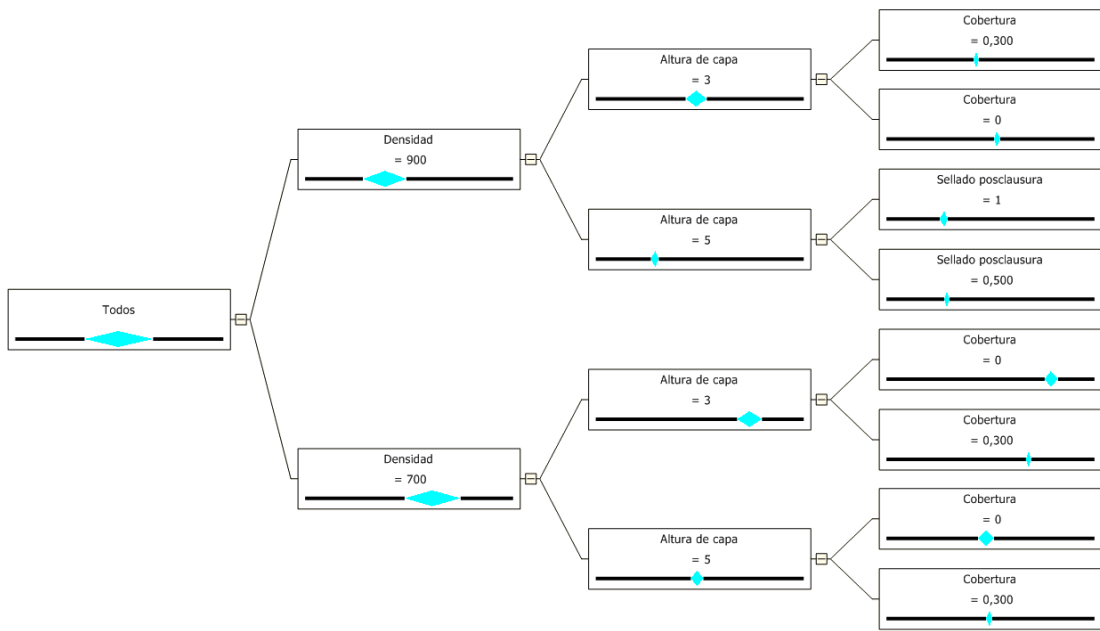 Todos
Densidad
= 900
Altura de capa
= 3
Cobertura
= 0,300
Cobertura
= 0
Altura de capa
= 5
Sellado posclausura
= 1
Sellado posclausura
= 0,500
Densidad
= 700
Altura de capa
= 3
Cobertura
= 0
Cobertura
= 0,300
Altura de capa
= 5
Cobertura
= 0
Cobertura
= 0,300